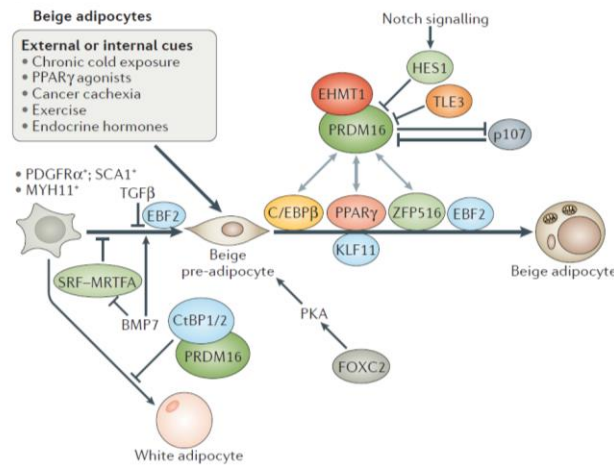 Beige adipocytes
External or internal cues
• Chronic cold exposure
• PPARγ agonists
• Cancer cachexia
• Exercise
• Endocrine hormones
Notch signalling
HES1
EHMT1
TLE3
PRDM16
p107
• PDGFRα⁺; SCA1⁺
• MYH11⁺
TGFβ
EBF2
C/EBPβ
PPARγ
ZFP516
EBF2
KLF11
Beige
pre-adipocyte
Beige adipocyte
SRF–MRTFA
BMP7
CtBP1/2
PRDM16
PKA
FOXC2
White adipocyte